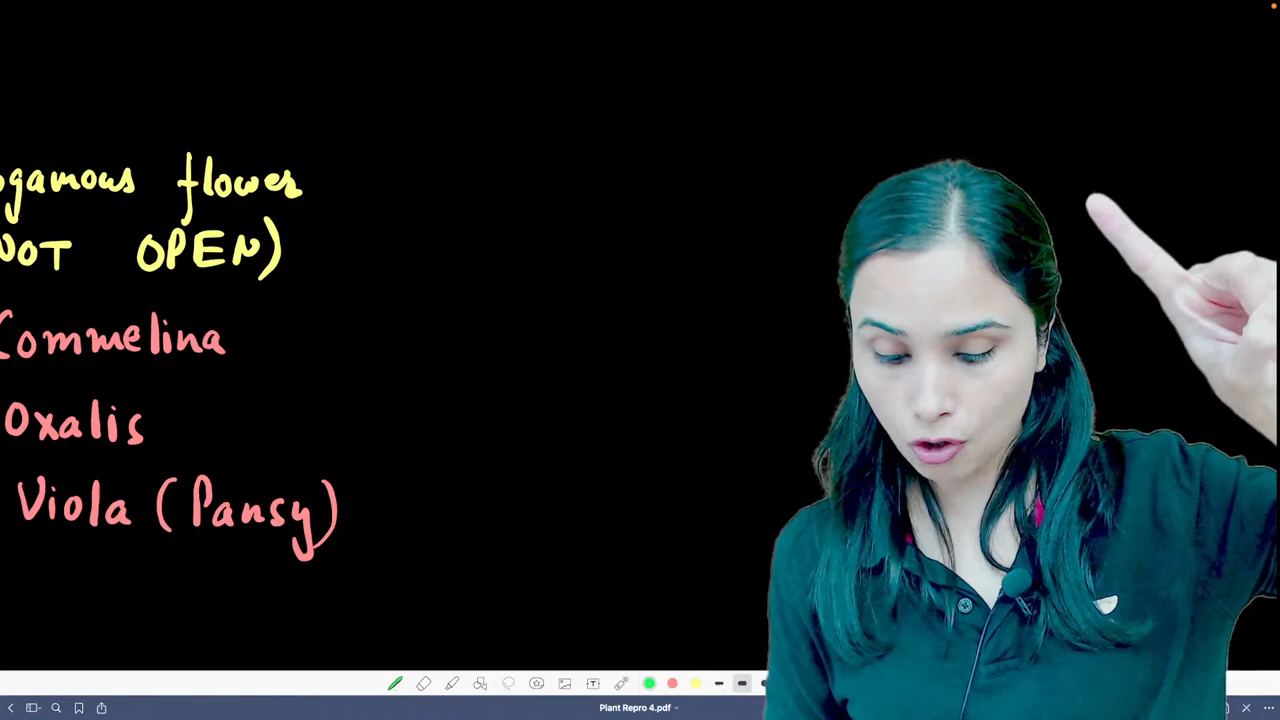 ogamous flower
NOT OPEN)
Commelina
Oxalis
Viola (Pansy)
Plant Repro 4.pdf